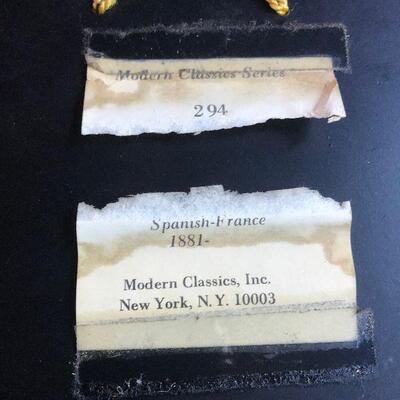 Modern Classics Series
294
Spanish-France
1881-
Modern Classics, Inc.
New York, N.Y. 10003